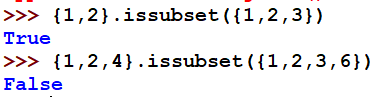 >>> {1,2}.issubset({1,2,3})
True
>>> {1,2,4}.issubset({1,2,3,6})
False